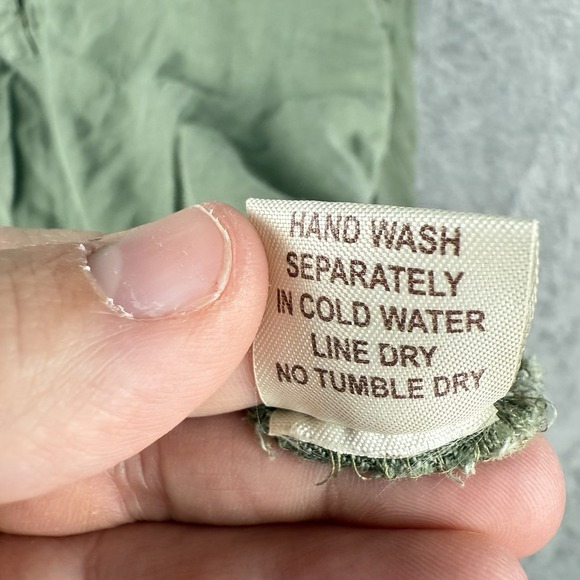 HAND WASH
SEPARATELY
IN COLD WATER
LINE DRY
NO TUMBLE DRY